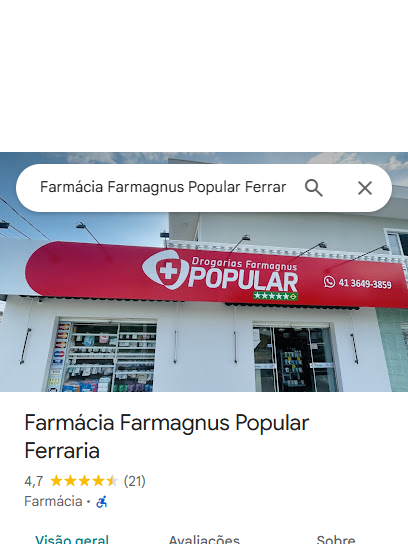 Farmácia Farmagnus Popular Ferrar
Drogarias Farmagnus
POPULAR
41 3649-3859
Farmácia Farmagnus Popular
Ferraria
4,7 (21)
Farmácia ·
Visão geral
Avaliações
Sobre